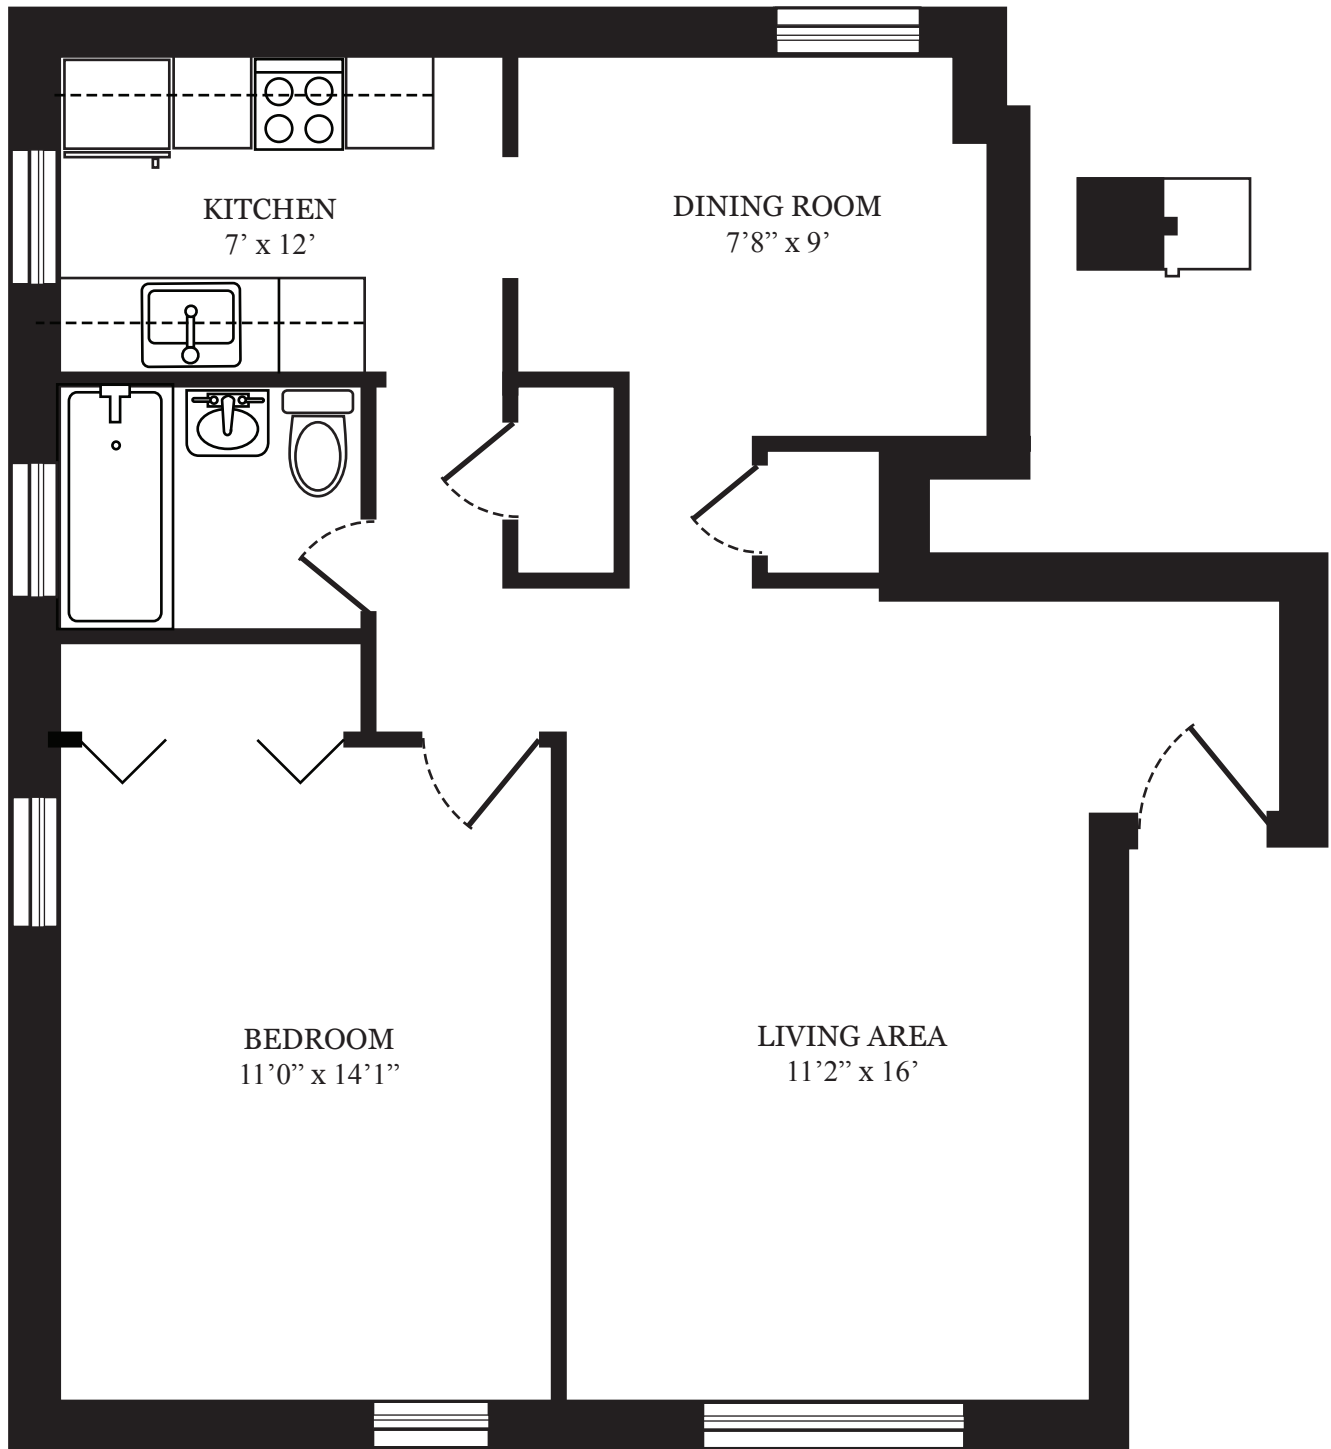 KITCHEN
7’ x 12’
DINING ROOM
7’8” x 9’
BEDROOM
11’0” x 14’1”
LIVING AREA
11’2” x 16’